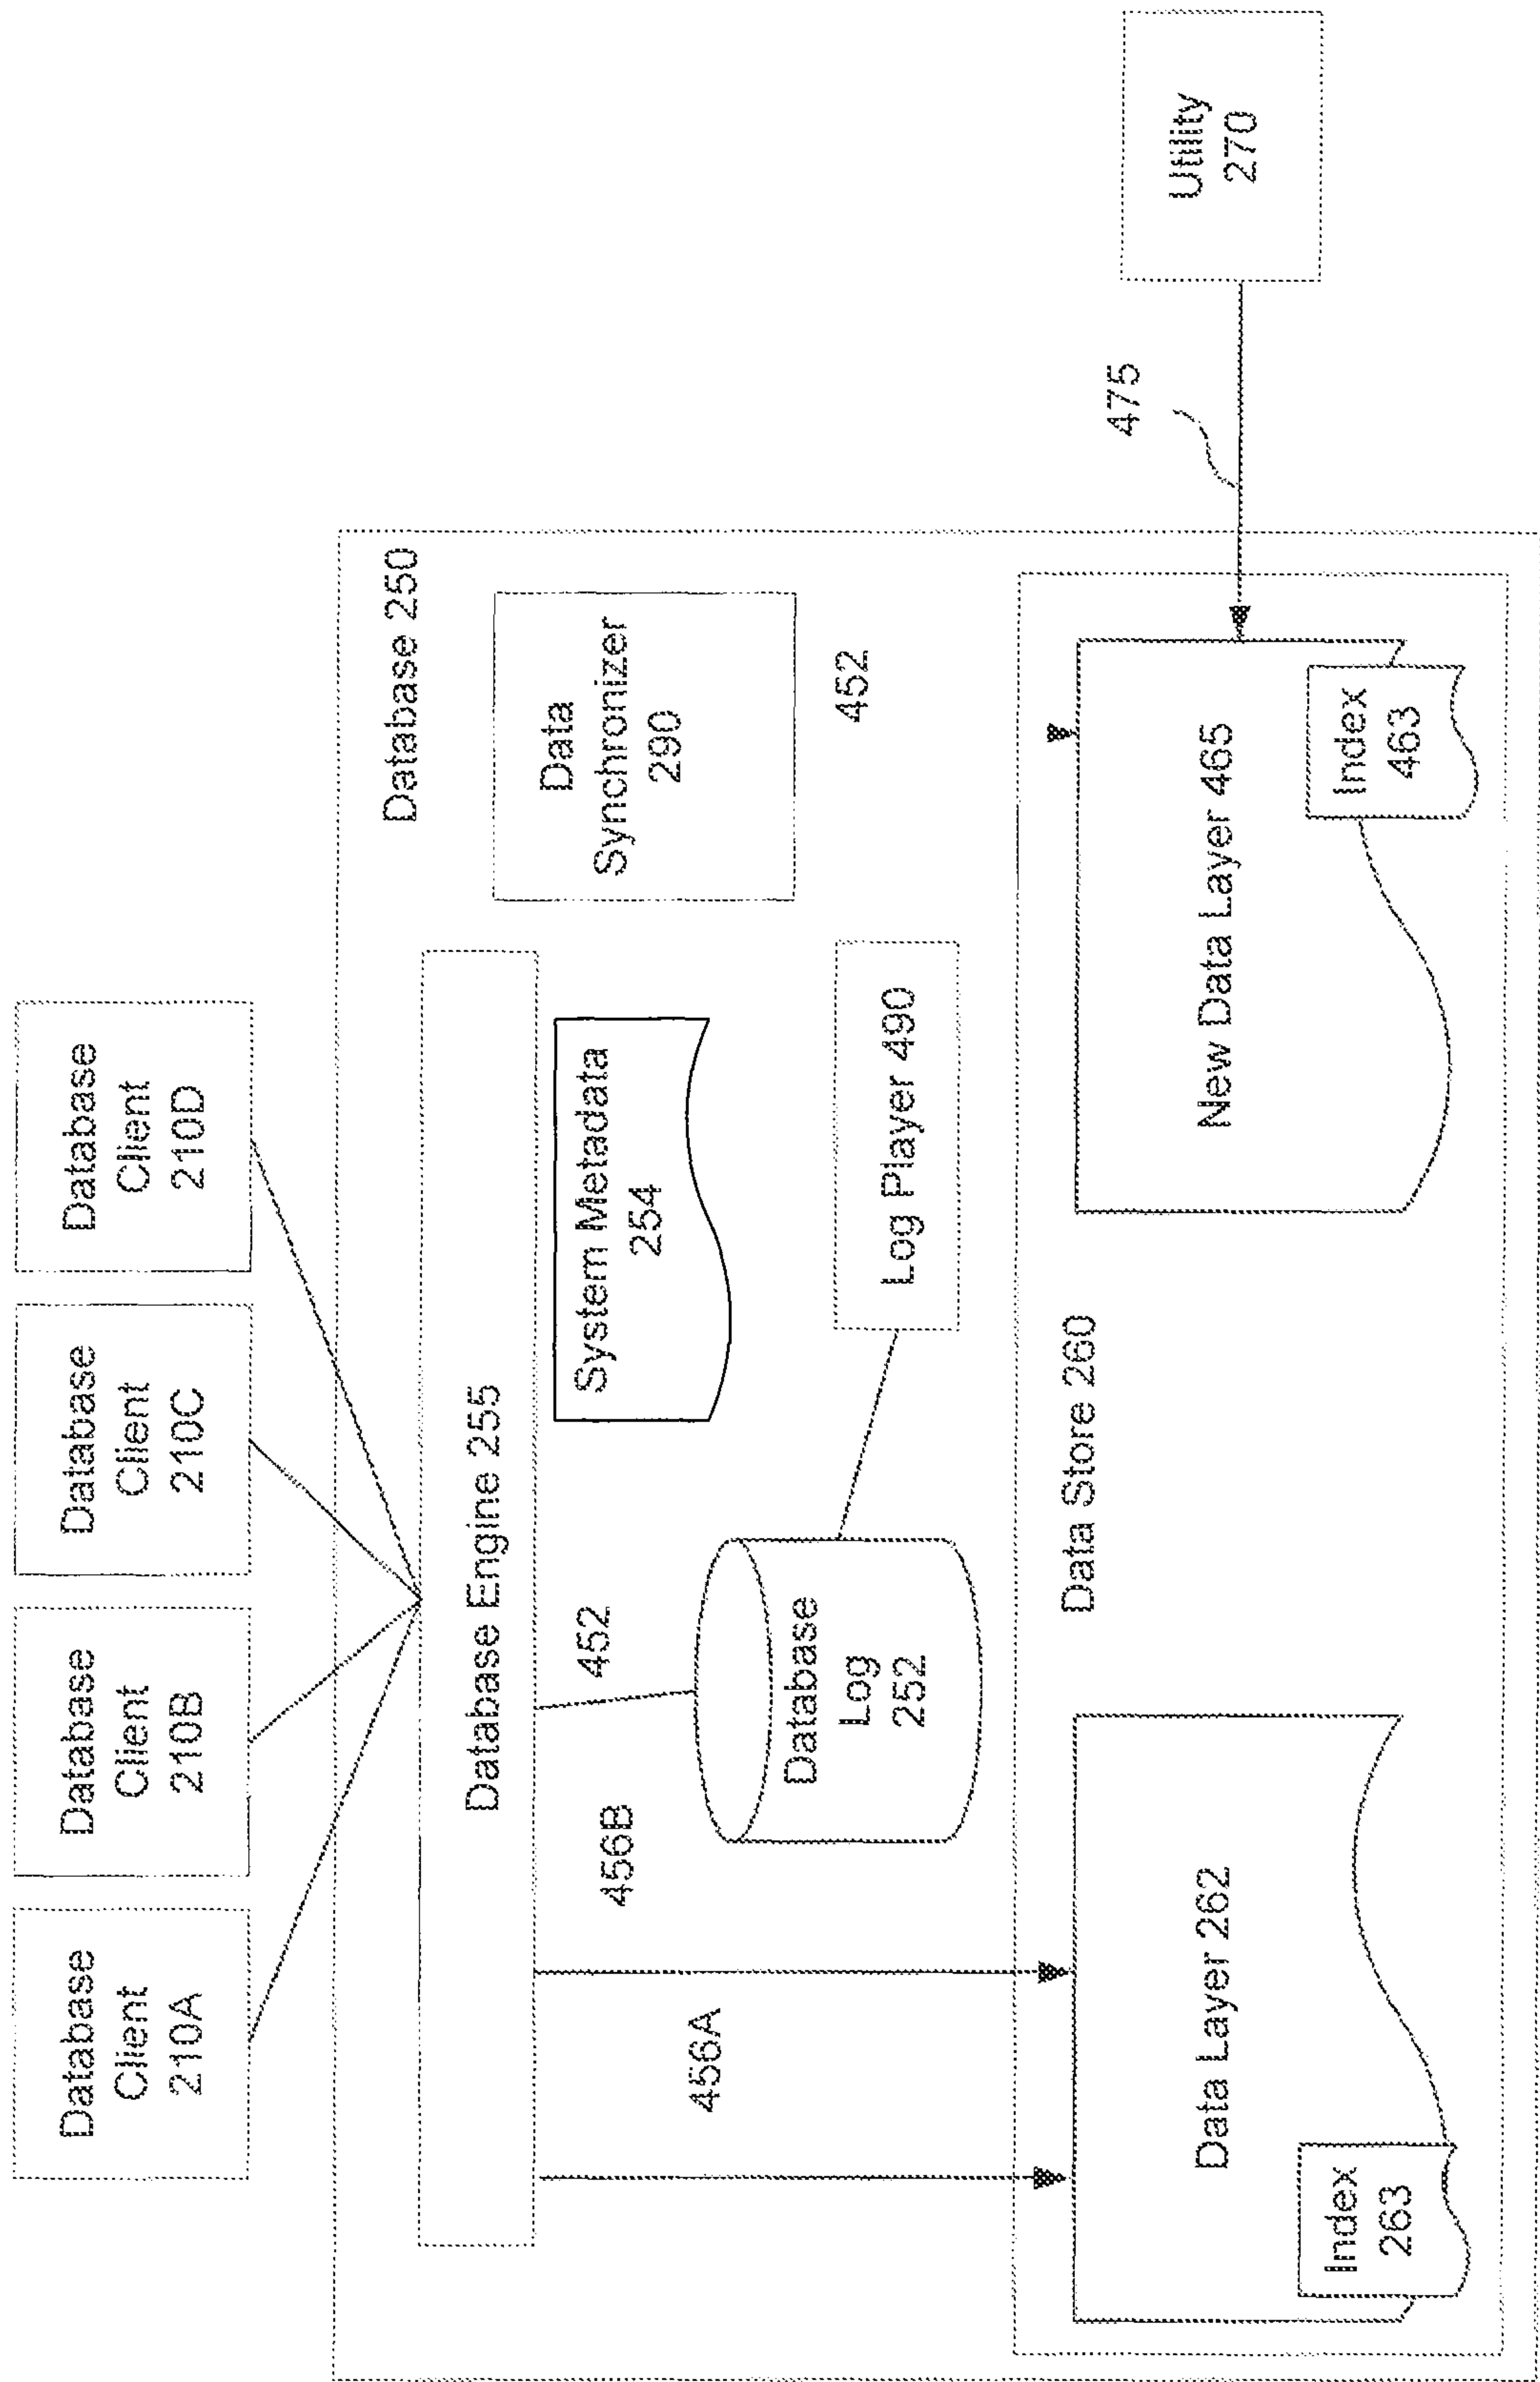 Database
Client
210A
Database
Client
210B
Database
Client
210C
Database
Client
210D
Database 250
Database Engine 255
Data
Synchronizer
290
System Metadata
254
452
456B
456A
Database
Log
252
Log Player 490
452
Data Store 260
Data Layer 262
Index
263
New Data Layer 465
Index
463
475
Utility
270